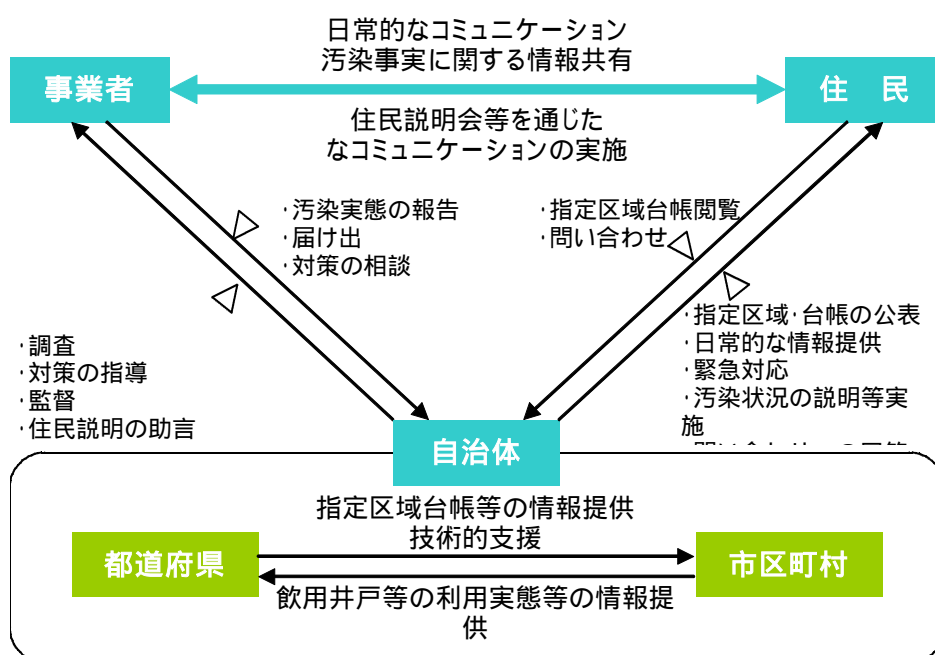 日常的なコミュニケーション
汚染事実に関する情報共有
事業者
住　民
住民説明会等を通じた
なコミュニケーションの実施
･汚染実態の報告
･届け出
･対策の相談
･指定区域台帳閲覧
･問い合わせ
･調査
･対策の指導
･監督
･住民説明の助言
･指定区域･台帳の公表
･日常的な情報提供
･緊急対応
･汚染状況の説明等実
施
自治体
指定区域台帳等の情報提供
技術的支援
都道府県
市区町村
飲用井戸等の利用実態等の情報提
供